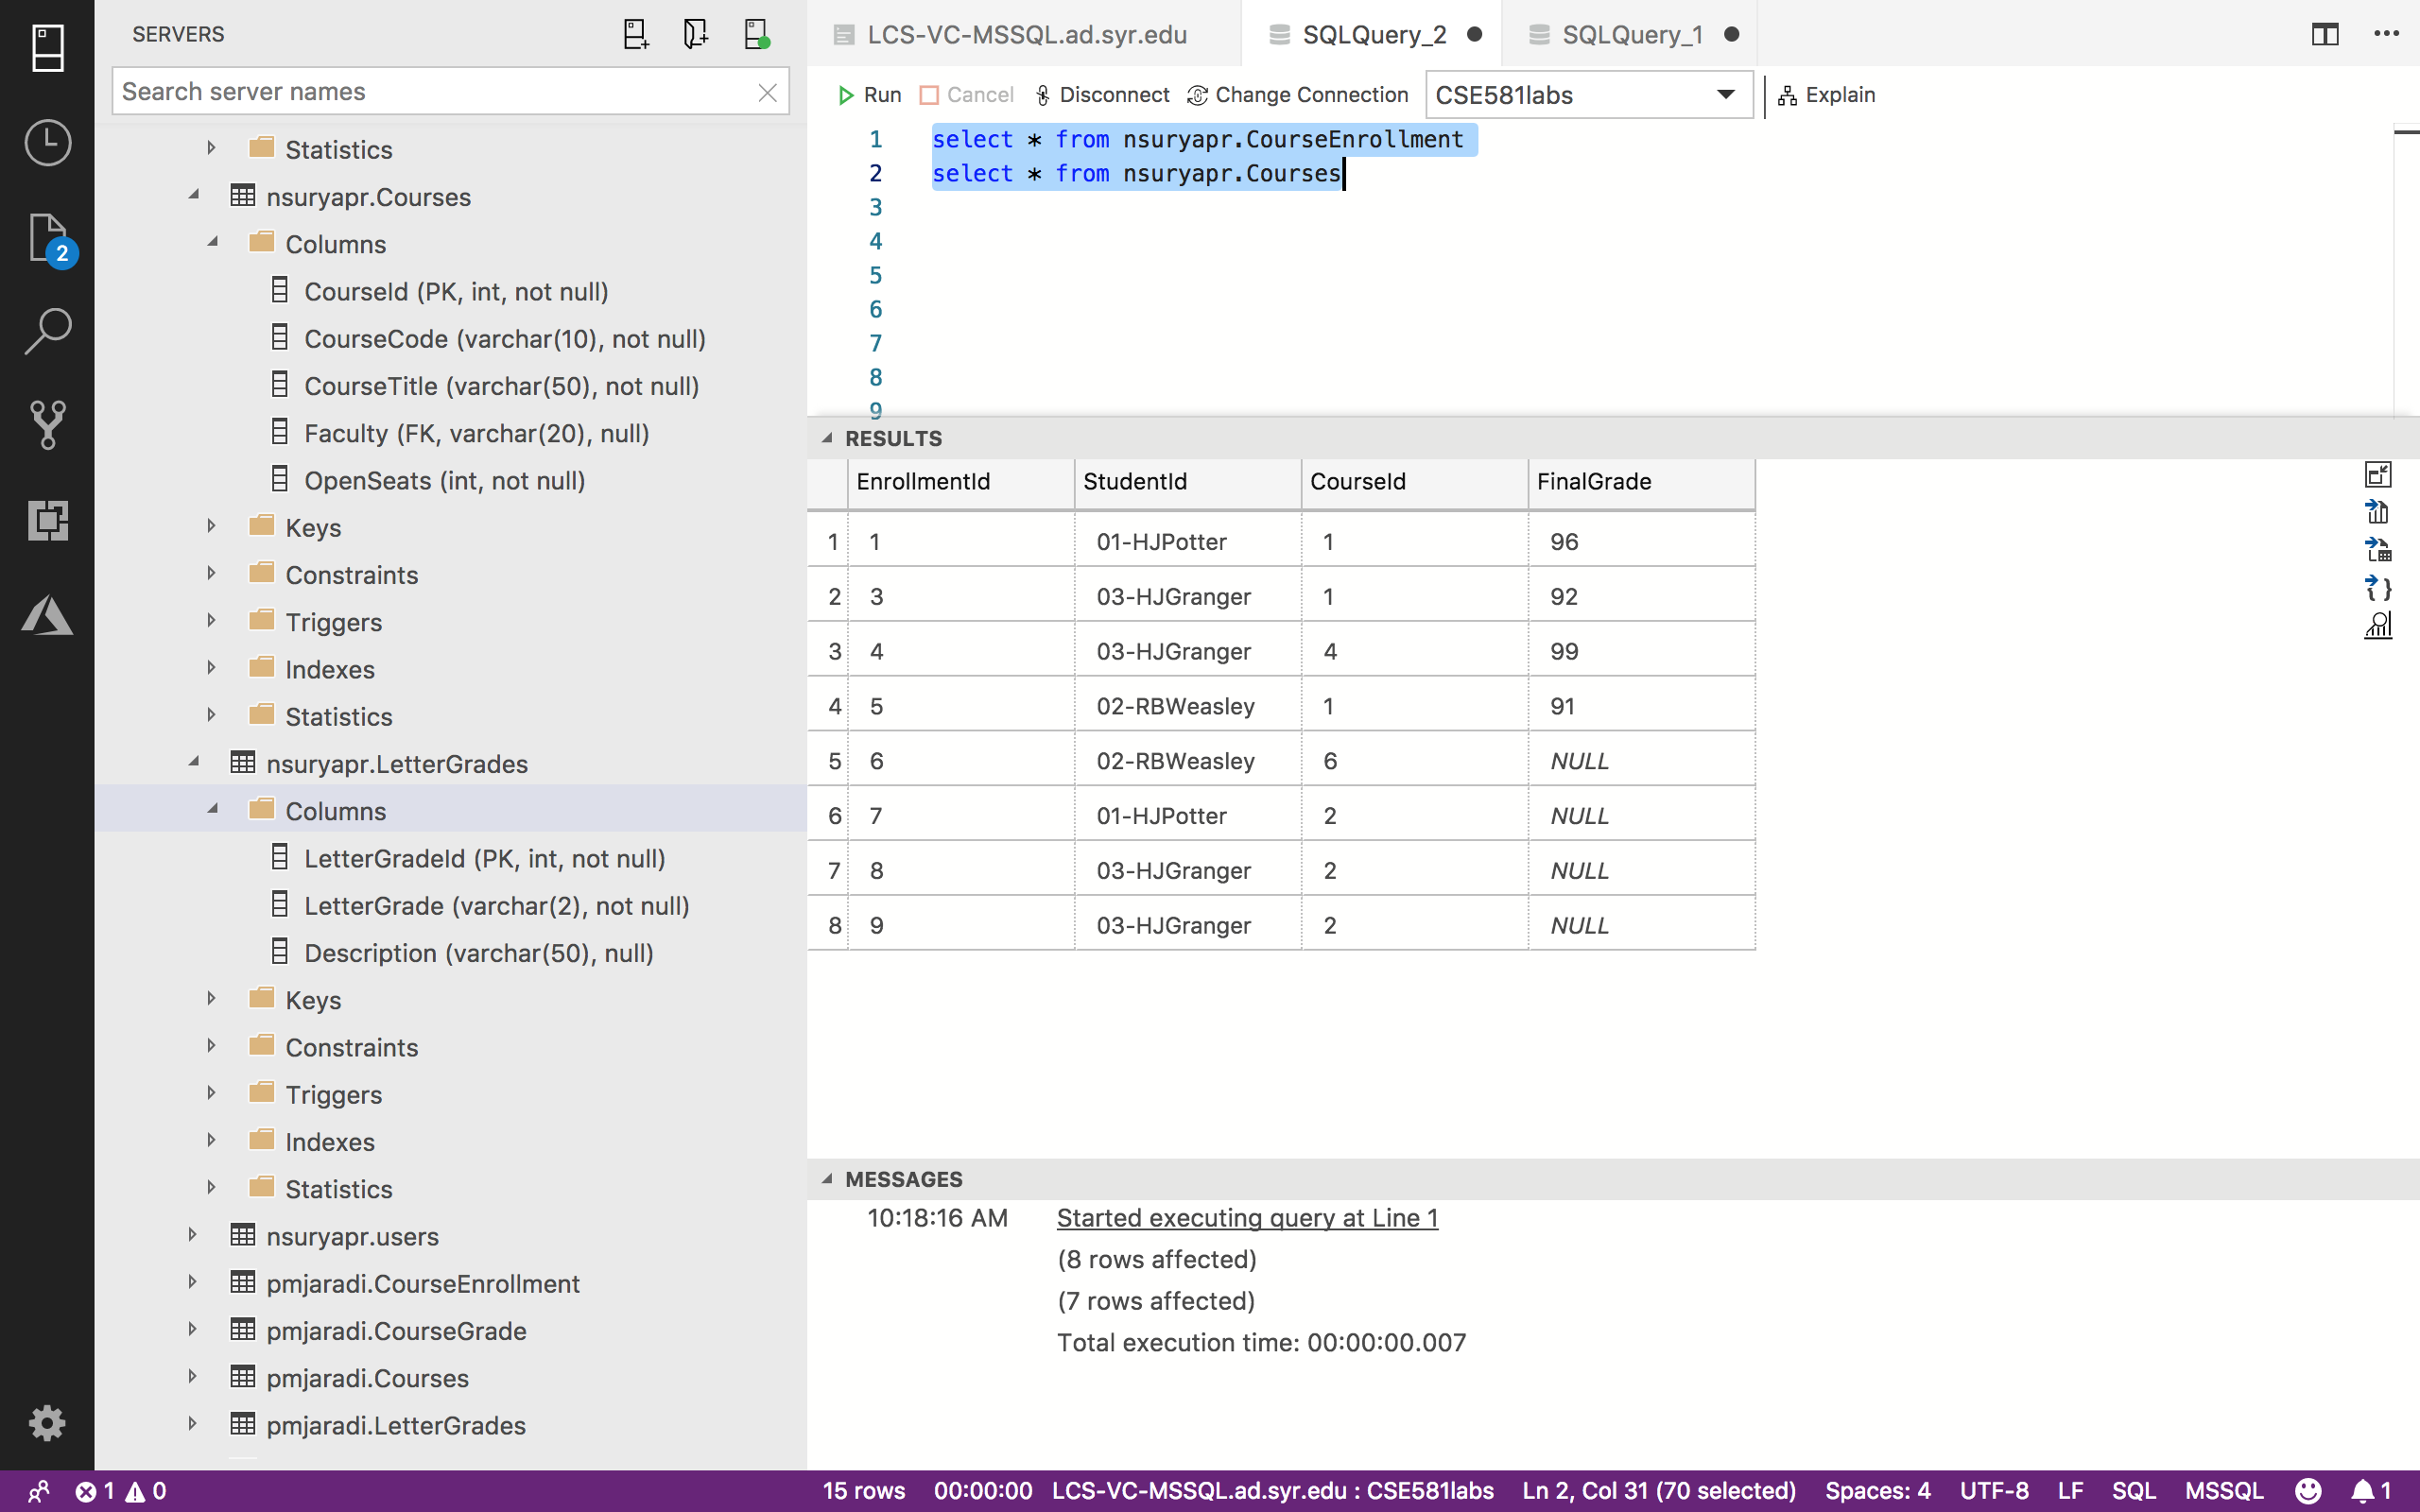 SERVERS
Search server names
Statistics
nsuryapr.Courses
Columns
CourseId (PK, int, not null)
CourseCode (varchar(10), not null)
CourseTitle (varchar(50), not null)
Faculty (FK, varchar(20), null)
OpenSeats (int, not null)
Keys
Constraints
Triggers
Indexes
Statistics
nsuryapr.LetterGrades
Columns
LetterGradeId (PK, int, not null)
LetterGrade (varchar(2), not null)
Description (varchar(50), null)
Keys
Constraints
Triggers
Indexes
Statistics
nsuryapr.users
pmjaradi.CourseEnrollment
pmjaradi.CourseGrade
pmjaradi.Courses
pmjaradi.LetterGrades
2
LCS-VC-MSSQL.ad.syr.edu SQLQuery_2 SQLQuery_1
Run Cancel Disconnect Change Connection CSE581labs Explain
1 select * from nsuryapr.CourseEnrollment
2 select * from nsuryapr.Courses
3
4
5
6
7
8
9
RESULTS
EnrollmentId StudentId CourseId FinalGrade
1 1 01-HJPotter 1 96
2 3 03-HJGranger 1 92
3 4 03-HJGranger 4 99
4 5 02-RBWeasley 1 91
5 6 02-RBWeasley 6 NULL
6 7 01-HJPotter 2 NULL
7 8 03-HJGranger 2 NULL
8 9 03-HJGranger 2 NULL
MESSAGES
10:18:16 AM Started executing query at Line 1
(8 rows affected)
(7 rows affected)
Total execution time: 00:00:00.007
1 0 15 rows 00:00:00 LCS-VC-MSSQL.ad.syr.edu : CSE581labs Ln 2, Col 31 (70 selected) Spaces: 4 UTF-8 LF SQL MSSQL 1